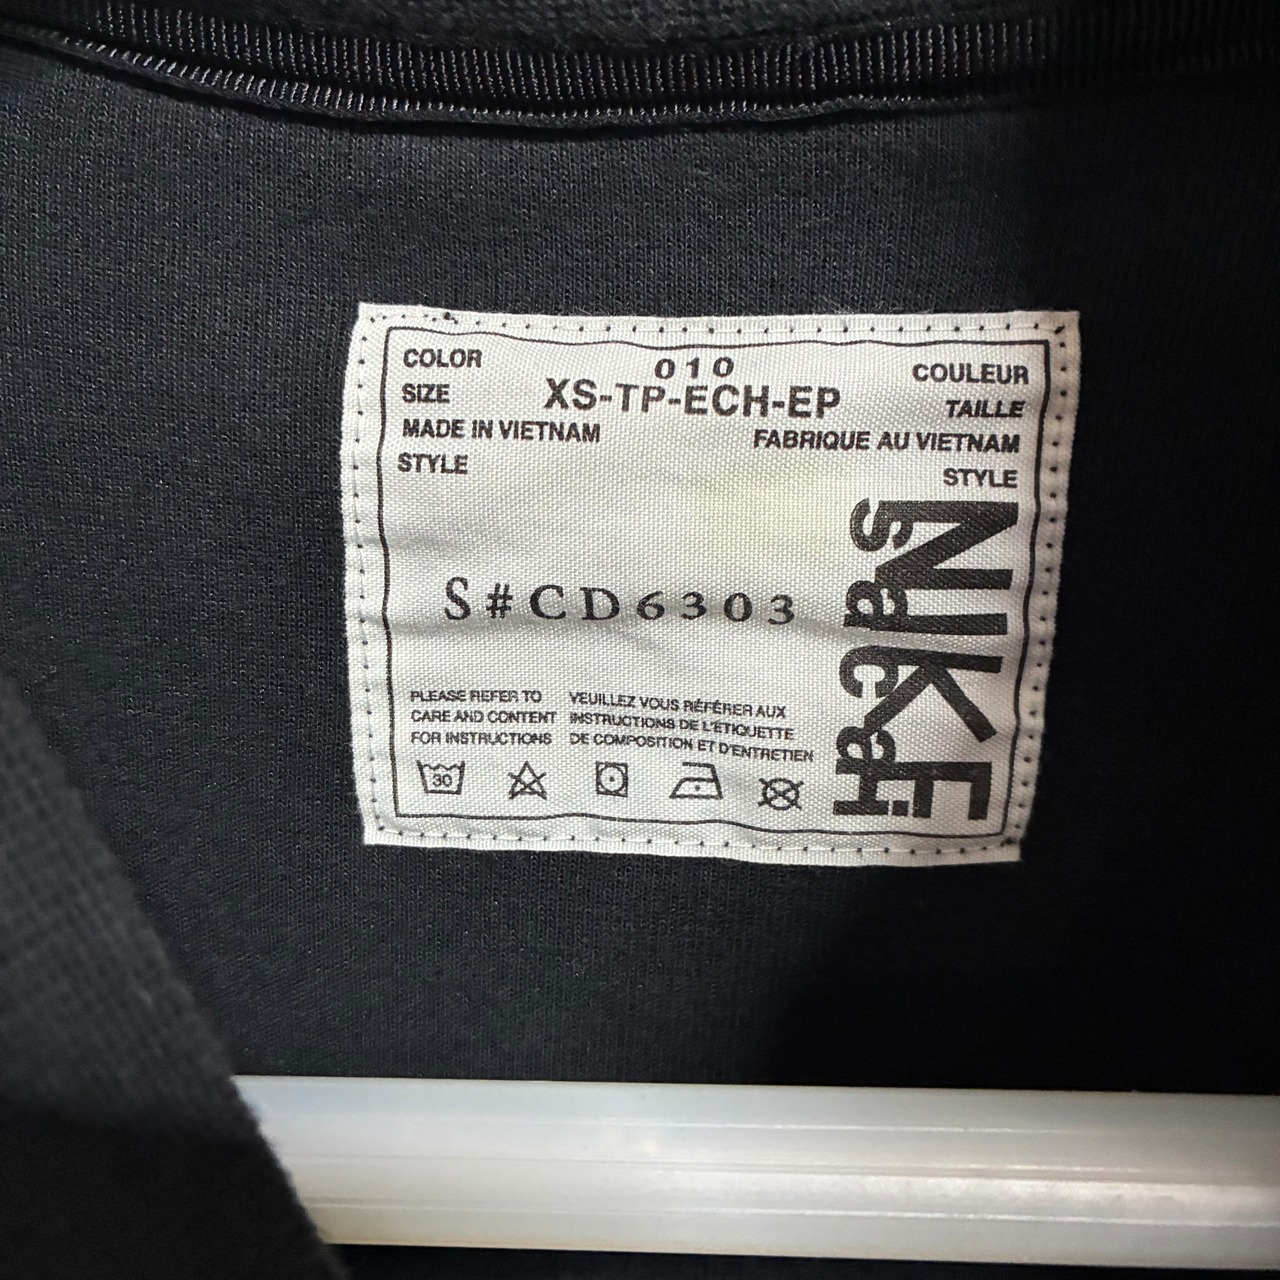 COLOR 010 COULEUR
SIZE XS-TP-ECH-EP TAILLE
MADE IN VIETNAM FABRIQUE AU VIETNAM
STYLE STYLE
NIKE
sacai
S#CD6303
PLEASE REFER TO
CARE AND CONTENT
FOR INSTRUCTIONS
VEUILLEZ VOUS RÉFÉRER AUX
INSTRUCTIONS DE L'ETIQUETTE
DE COMPOSITION ET D'ENTRETIEN
30